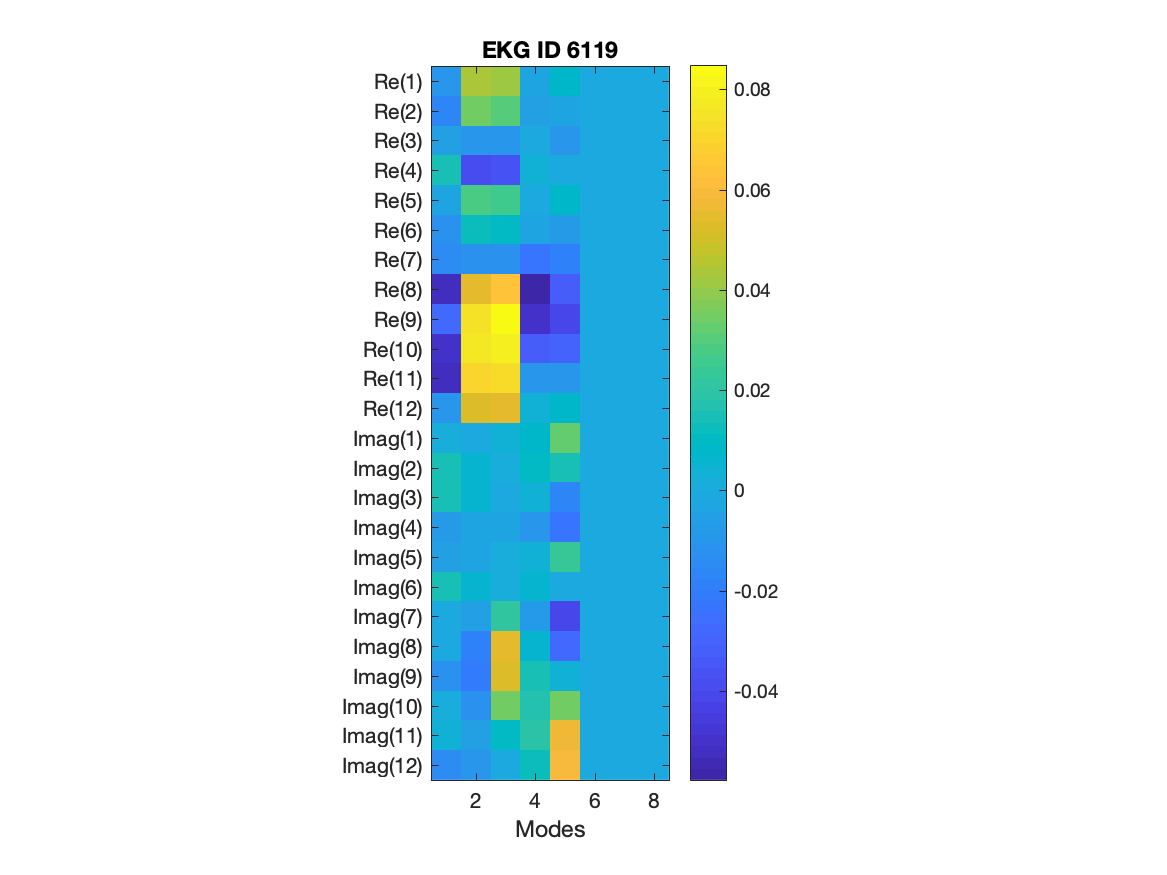 EKG ID 6119
Re(1)
Re(2)
Re(3)
Re(4)
Re(5)
Re(6)
Re(7)
Re(8)
Re(9)
Re(10)
Re(11)
Re(12)
Imag(1)
Imag(2)
Imag(3)
Imag(4)
Imag(5)
Imag(6)
Imag(7)
Imag(8)
Imag(9)
Imag(10)
Imag(11)
Imag(12)
2 4 6 8
Modes
0.08
0.06
0.04
0.02
0
-0.02
-0.04